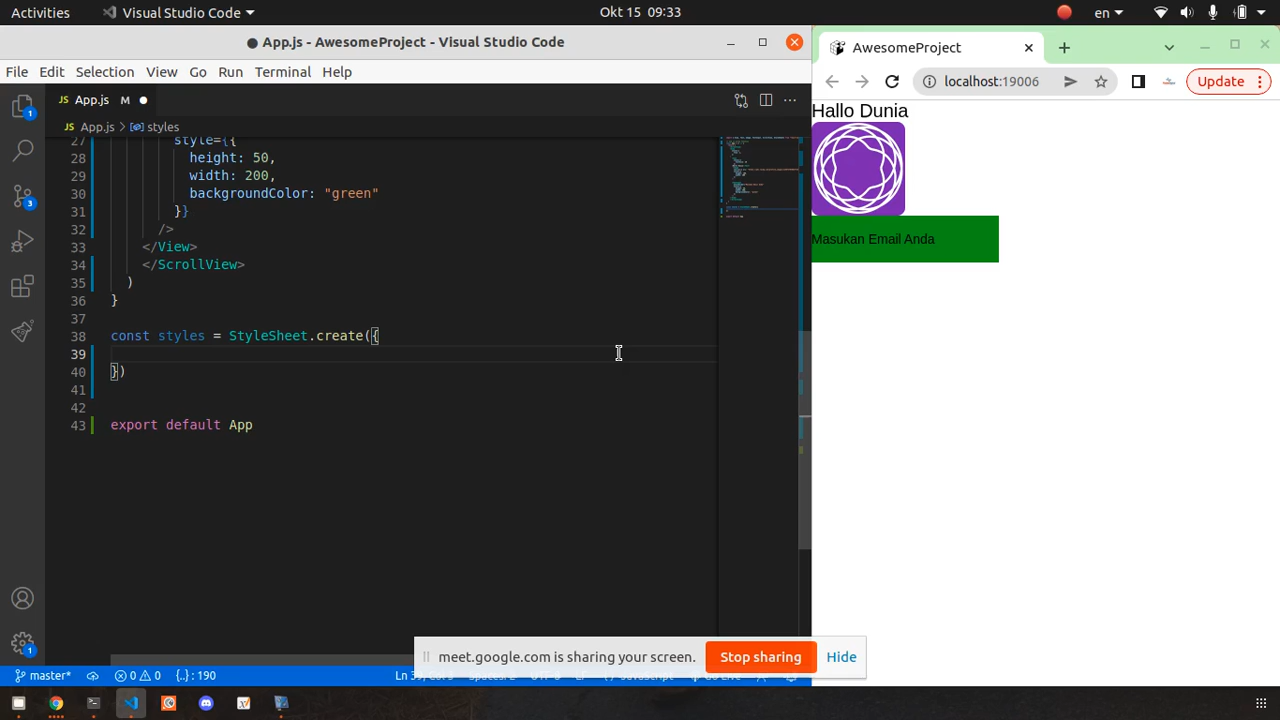 Activities
Visual Studio Code
Okt 15 09:33
en
App.js - AwesomeProject - Visual Studio Code
File Edit Selection View Go Run Terminal Help
App.js M
App.js > styles
27 style={{
28 height: 50,
29 width: 200,
30 backgroundColor: "green"
31 }}
32 />
33 </View>
34 </ScrollView>
35 )
36 }
37
38 const styles = StyleSheet.create({
39
40 })
41
42
43 export default App
1
3
1
master*
0 0
{..} : 190
AwesomeProject
localhost:19006
Update
Hallo Dunia
Masukan Email Anda
meet.google.com is sharing your screen.
Stop sharing
Hide